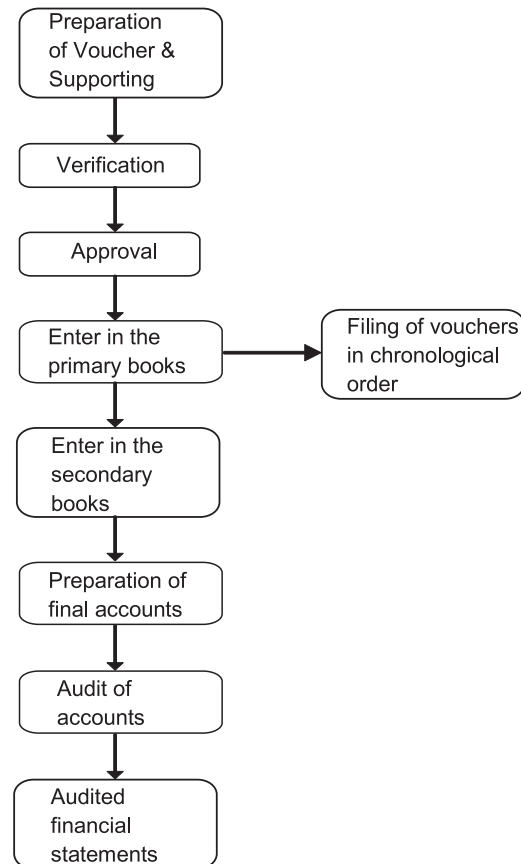 Preparation
of Voucher &
Supporting
Verification
Approval
Enter in the
primary books
Filing of vouchers
in chronological
order
Enter in the
secondary
books
Preparation of
final accounts
Audit of
accounts
Audited
financial
statements